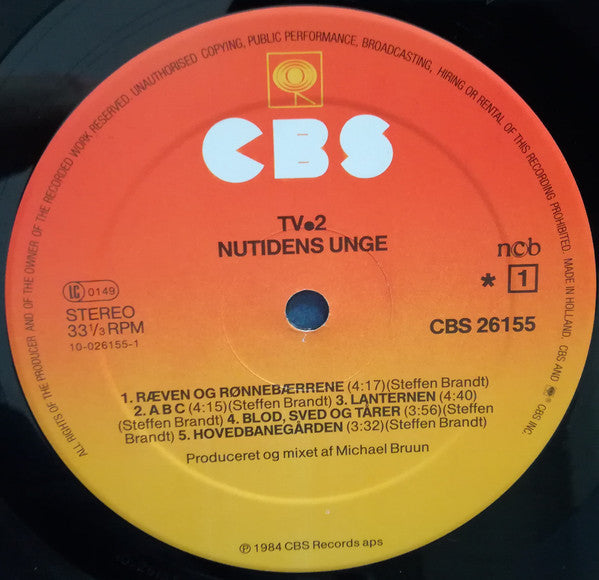 ALL RIGHTS OF THE PRODUCER AND OF THE OWNER OF THE RECORDED WORK RESERVED. UNAUTHORISED COPYING, PUBLIC PERFORMANCE, BROADCASTING, HIRING OR RENTAL OF THIS RECORDING PROHIBITED. MADE IN HOLLAND. CBS AND ® CBS INC.
CBS
TV•2
NUTIDENS UNGE
ncb
* 1
LC 0149
STEREO
33 1/3 RPM
10-026155-1
CBS 26155
1. RÆVEN OG RØNNEBÆRRENE (4:17)(Steffen Brandt)
2. A B C (4:15)(Steffen Brandt) 3. LANTERNEN (4:40)
(Steffen Brandt) 4. BLOD, SVED OG TÅRER (3:56)(Steffen
Brandt) 5. HOVEDBANEGÅRDEN (3:32)(Steffen Brandt)
Produceret og mixet af Michael Bruun
℗ 1984 CBS Records aps